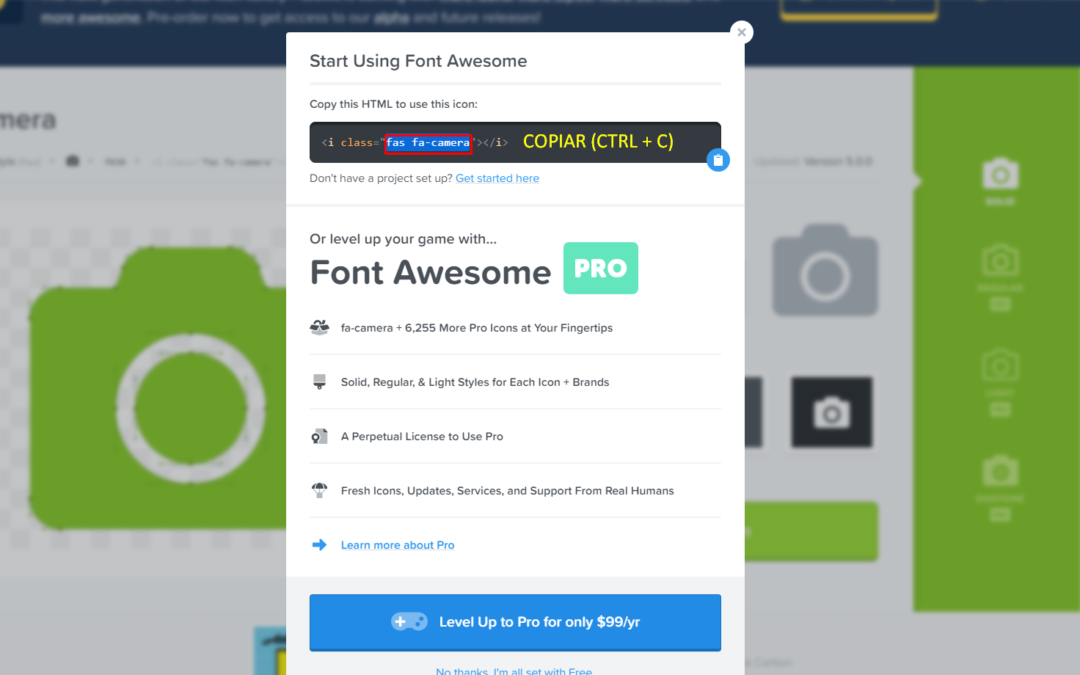 more awesome. Pre-order now to get access to our alpha and future releases!
Start Using Font Awesome
Copy this HTML to use this icon:
<i class="fas fa-camera"></i> COPIAR (CTRL + C)
Don't have a project set up? Get started here
Or level up your game with...
Font Awesome PRO
fa-camera + 6,255 More Pro Icons at Your Fingertips
Solid, Regular, & Light Styles for Each Icon + Brands
A Perpetual License to Use Pro
Fresh Icons, Updates, Services, and Support From Real Humans
Learn more about Pro
Level Up to Pro for only $99/yr
No thanks, I'm all set with Free
mera
Updated Version 5.0.0
SOLID
REGULAR
LIGHT
DUOTONE